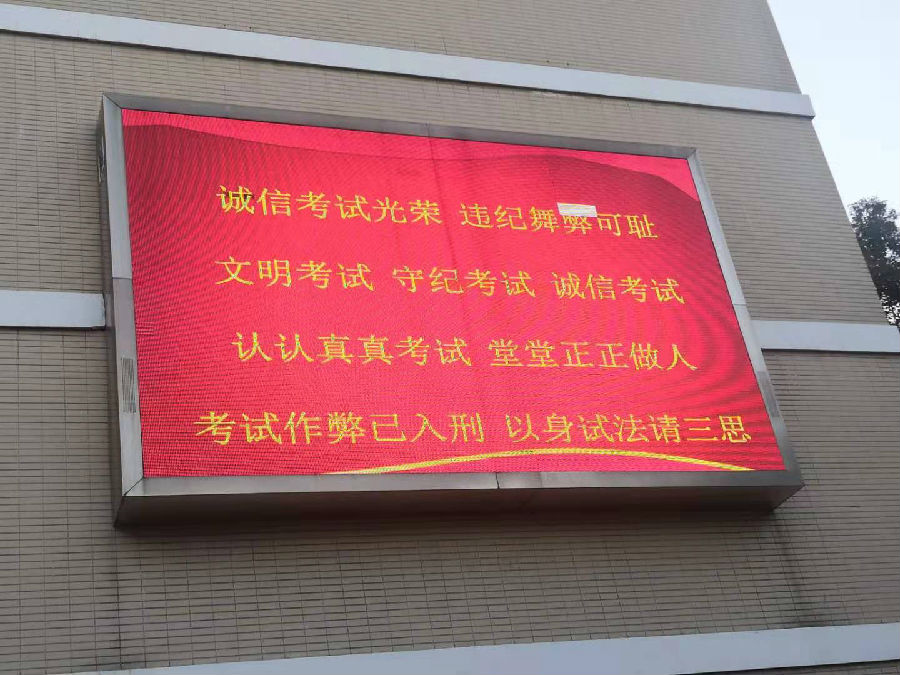 诚信考试光荣 违纪舞弊可耻
文明考试 守纪考试 诚信考试
认认真真考试 堂堂正正做人
考试作弊已入刑 以身试法请三思